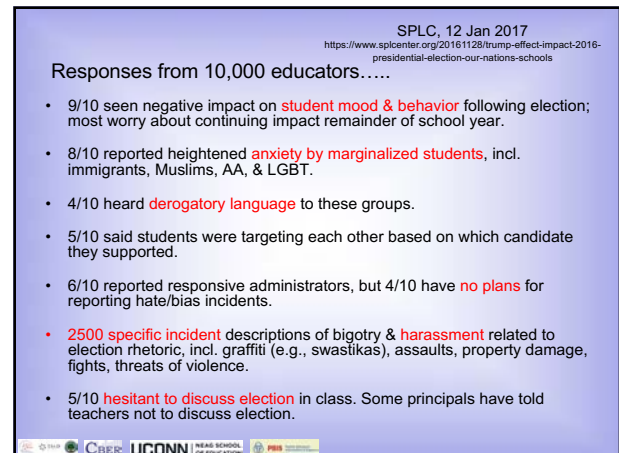 SPLC, 12 Jan 2017
https://www.splcenter.org/20161128/trump-effect-impact-2016-
presidential-election-our-nations-schools
Responses from 10,000 educators…..
• 9/10 seen negative impact on student mood & behavior following election;
most worry about continuing impact remainder of school year.
• 8/10 reported heightened anxiety by marginalized students, incl.
immigrants, Muslims, AA, & LGBT.
• 4/10 heard derogatory language to these groups.
• 5/10 said students were targeting each other based on which candidate
they supported.
• 6/10 reported responsive administrators, but 4/10 have no plans for
reporting hate/bias incidents.
• 2500 specific incident descriptions of bigotry & harassment related to
election rhetoric, incl. graffiti (e.g., swastikas), assaults, property damage,
fights, threats of violence.
• 5/10 hesitant to discuss election in class. Some principals have told
teachers not to discuss election.
CBER UCONN NEAG SCHOOL OF EDUCATION PBIS